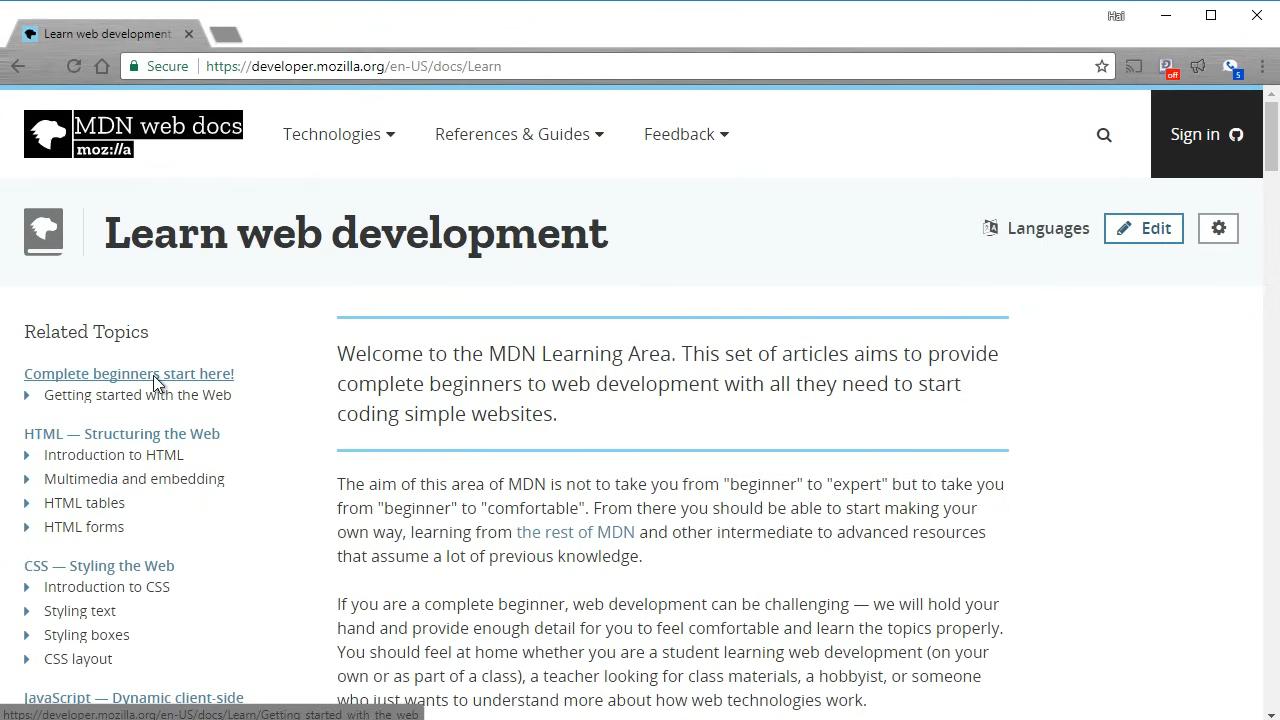 Hai
Learn web development
Secure
https://developer.mozilla.org/en-US/docs/Learn
off
5
MDN web docs
moz://a
Technologies
References & Guides
Feedback
Sign in
Learn web development
Languages
Edit
Related Topics
Complete beginners start here!
Getting started with the Web
HTML — Structuring the Web
Introduction to HTML
Multimedia and embedding
HTML tables
HTML forms
CSS — Styling the Web
Introduction to CSS
Styling text
Styling boxes
CSS layout
JavaScript — Dynamic client-side
Welcome to the MDN Learning Area. This set of articles aims to provide
complete beginners to web development with all they need to start
coding simple websites.
The aim of this area of MDN is not to take you from "beginner" to "expert" but to take you
from "beginner" to "comfortable". From there you should be able to start making your
own way, learning from the rest of MDN and other intermediate to advanced resources
that assume a lot of previous knowledge.
If you are a complete beginner, web development can be challenging — we will hold your
hand and provide enough detail for you to feel comfortable and learn the topics properly.
You should feel at home whether you are a student learning web development (on your
own or as part of a class), a teacher looking for class materials, a hobbyist, or someone
who just wants to understand more about how web technologies work.
https://developer.mozilla.org/en-US/docs/Learn/Getting_started_with_the_web